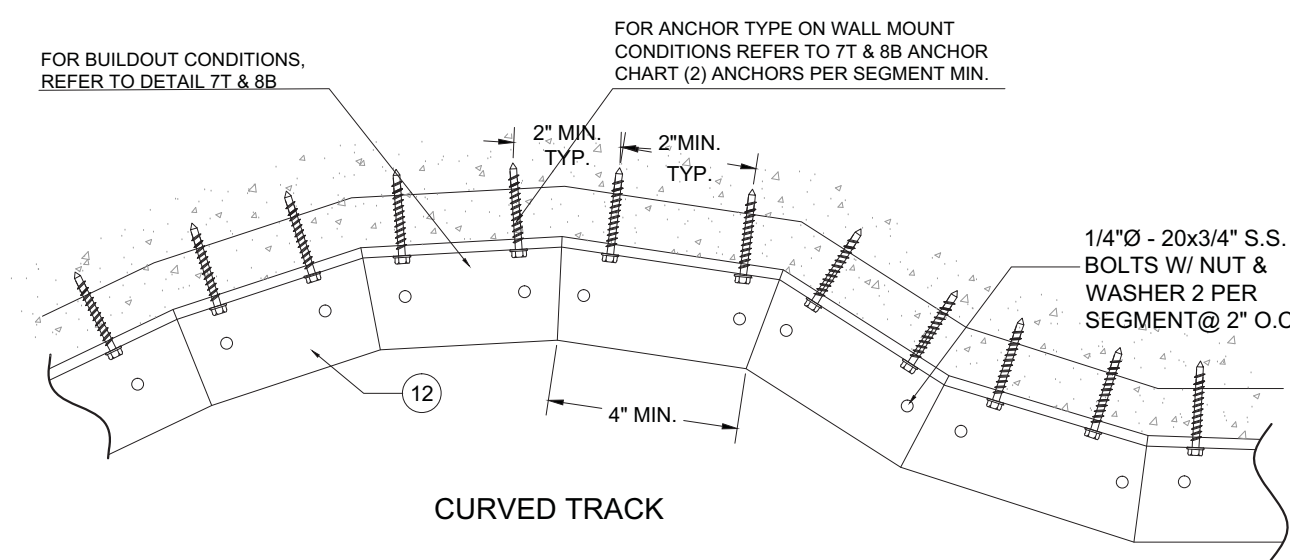 FOR BUILDOUT CONDITIONS,
REFER TO DETAIL 7T & 8B
FOR ANCHOR TYPE ON WALL MOUNT
CONDITIONS REFER TO 7T & 8B ANCHOR
CHART (2) ANCHORS PER SEGMENT MIN.
2" MIN.
TYP.
2"MIN.
TYP.
1/4"Ø - 20x3/4" S.S.
BOLTS W/ NUT &
WASHER 2 PER
SEGMENT@ 2" O.C
12
4" MIN.
CURVED TRACK